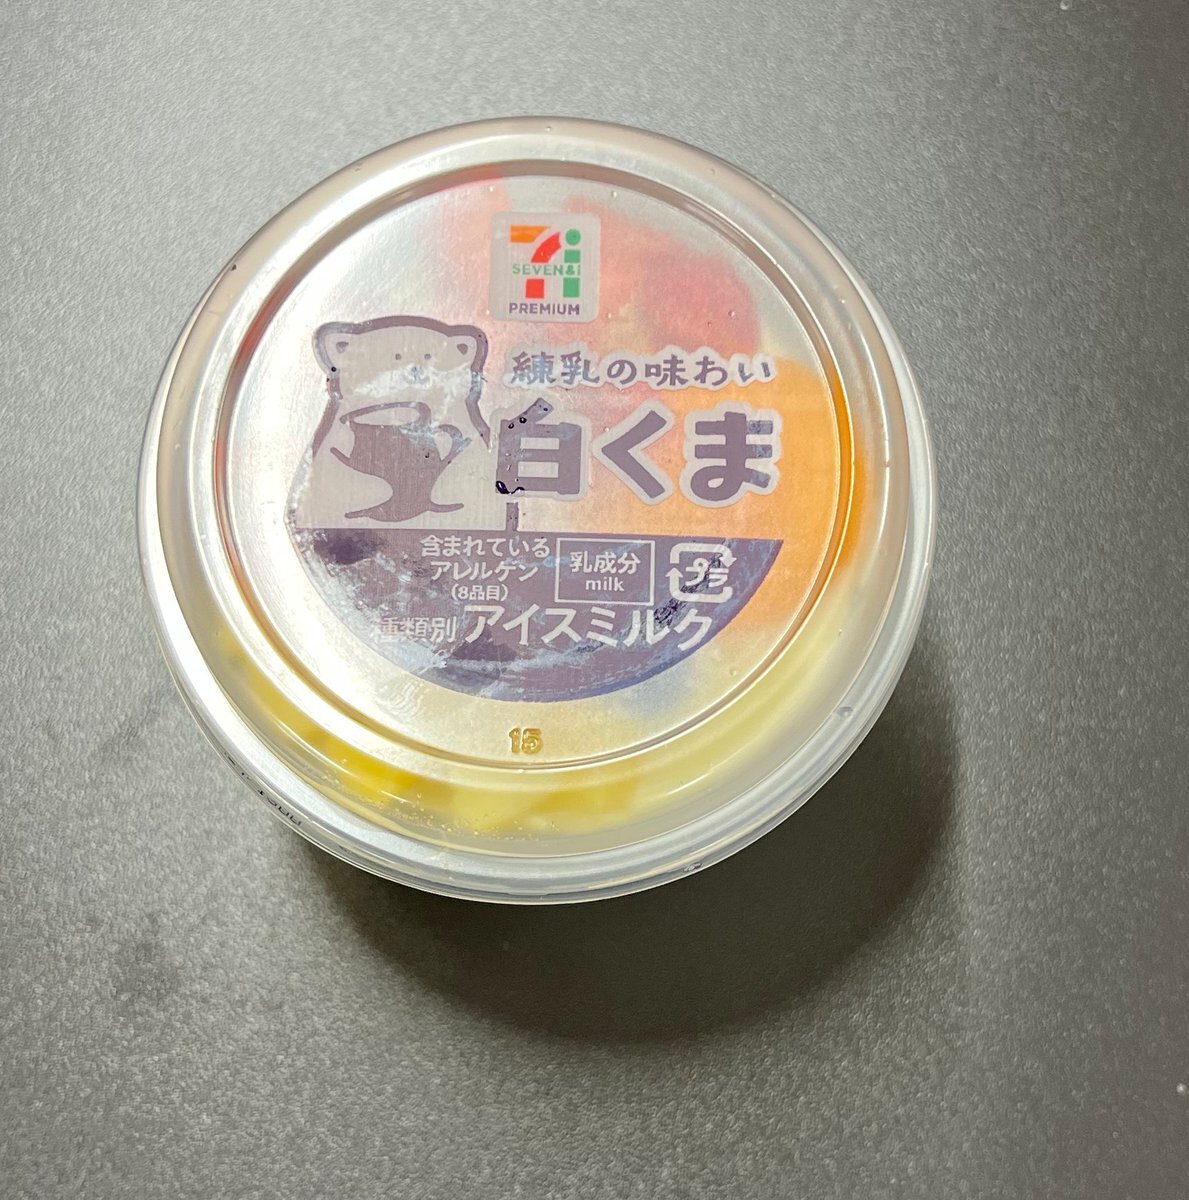 SEVEN&i
PREMIUM
練乳の味わい
白くま
含まれている
アレルゲン
(8品目)
乳成分
milk
プラ
種類別 アイスミルク
15